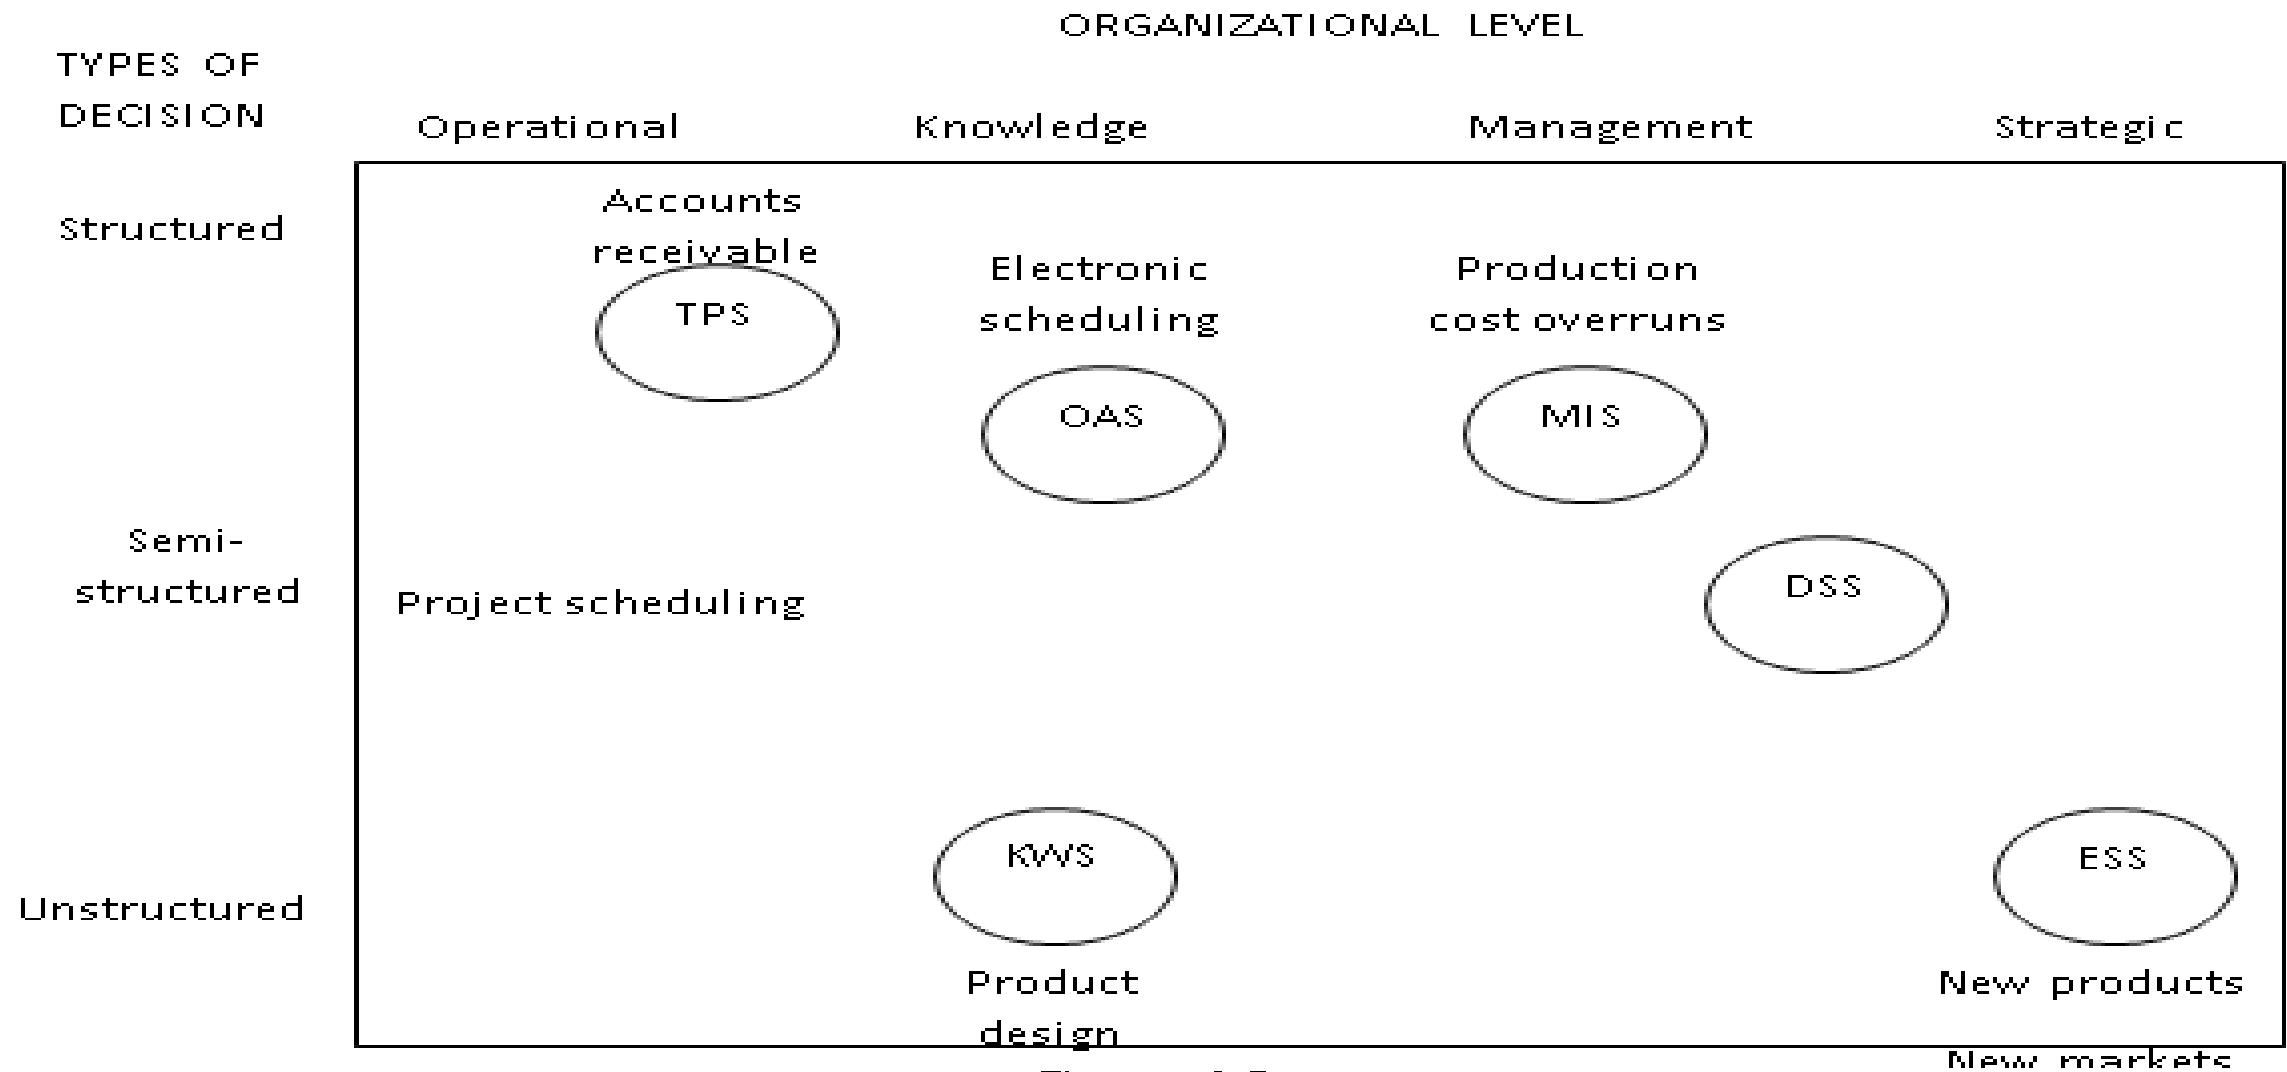 ORGANIZATIONAL LEVEL
TYPES OF
DECISION
Operational Knowledge Management Strategic
Structured
Accounts
receivable
Electronic
scheduling
Production
cost overruns
TPS
OAS
MIS
Semi-
structured
Project scheduling
DSS
KWS
ESS
Unstructured
Product
design
New products
New markets